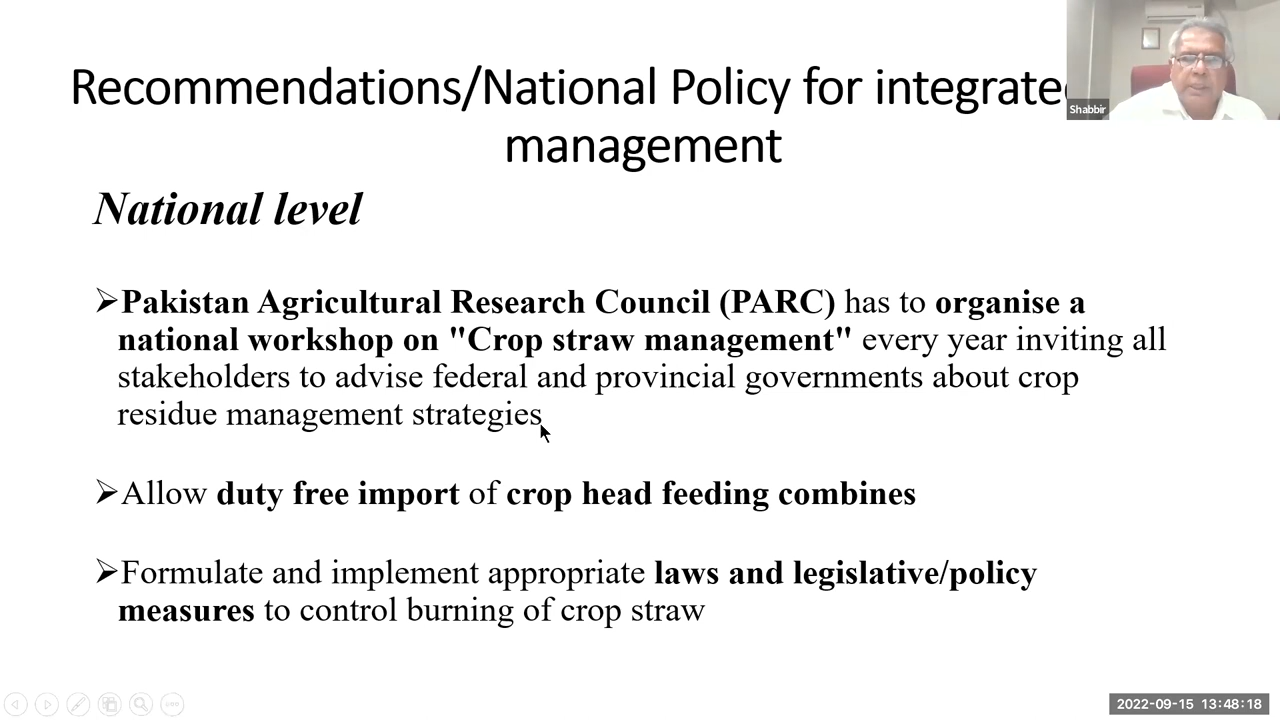 Recommendations/National Policy for integrate
management
Shabbir
National level
➢Pakistan Agricultural Research Council (PARC) has to organise a
national workshop on "Crop straw management" every year inviting all
stakeholders to advise federal and provincial governments about crop
residue management strategies
➢Allow duty free import of crop head feeding combines
➢Formulate and implement appropriate laws and legislative/policy
measures to control burning of crop straw
2022-09-15 13:48:18